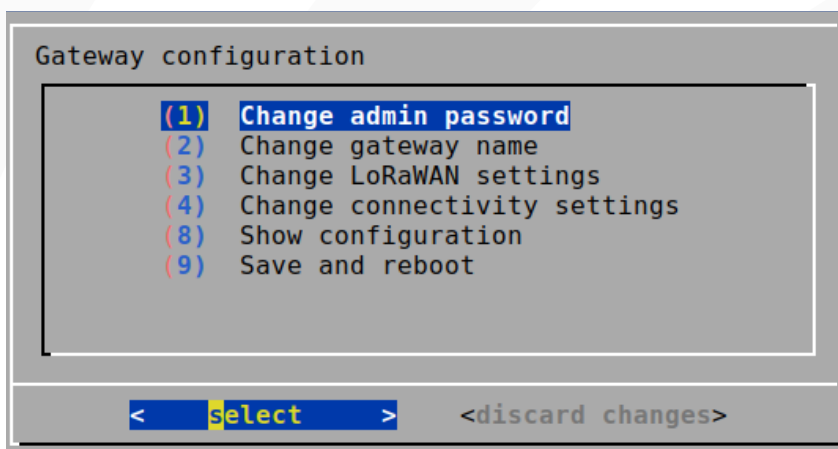 Gateway configuration
(1) Change admin password
(2) Change gateway name
(3) Change LoRaWAN settings
(4) Change connectivity settings
(8) Show configuration
(9) Save and reboot
< select > <discard changes>